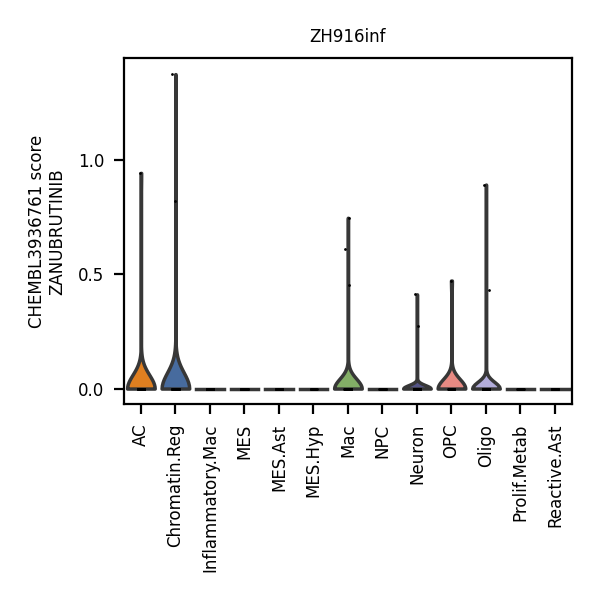 ZH916inf
CHEMBL3936761 score
ZANUBRUTINIB
1.0
0.5
0.0
AC
Chromatin.Reg
Inflammatory.Mac
MES
MES.Ast
MES.Hyp
Mac
NPC
Neuron
OPC
Oligo
Prolif.Metab
Reactive.Ast